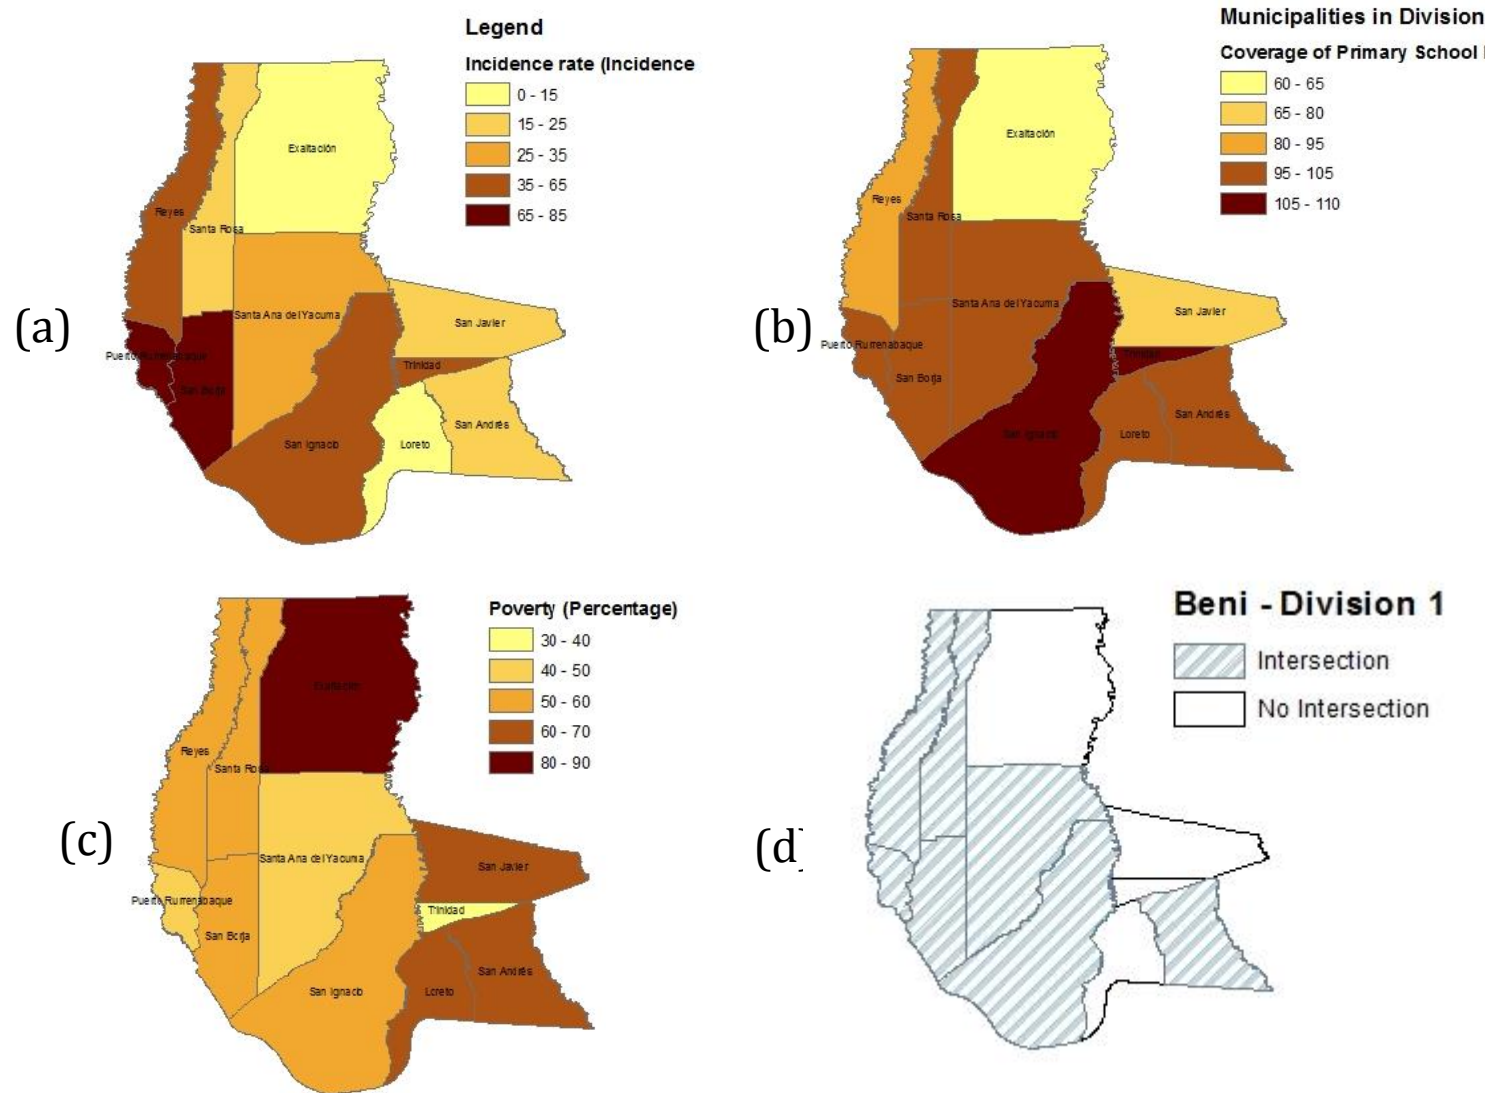 (a)
Legend
Incidence rate (Incidence
0 - 15
15 - 25
25 - 35
35 - 65
65 - 85
Exaltación
Reyes
Santa Rosa
Santa Ana del Yacuma
San Javier
Puerto Rurrenabaque
Trinidad
San Borja
San Andrés
San Ignacio
Loreto
(b)
Municipalities in Division
Coverage of Primary School
60 - 65
65 - 80
80 - 95
95 - 105
105 - 110
Exaltación
Reyes
Santa Rosa
Santa Ana del Yacuma
San Javier
Puerto Rurrenabaque
Trinidad
San Borja
San Andrés
San Ignacio
Loreto
(c)
Poverty (Percentage)
30 - 40
40 - 50
50 - 60
60 - 70
80 - 90
Exaltación
Reyes
Santa Rosa
Santa Ana del Yacuma
San Javier
Puerto Rurrenabaque
Trinidad
San Borja
San Andrés
San Ignacio
Loreto
(d)
Beni - Division 1
Intersection
No Intersection